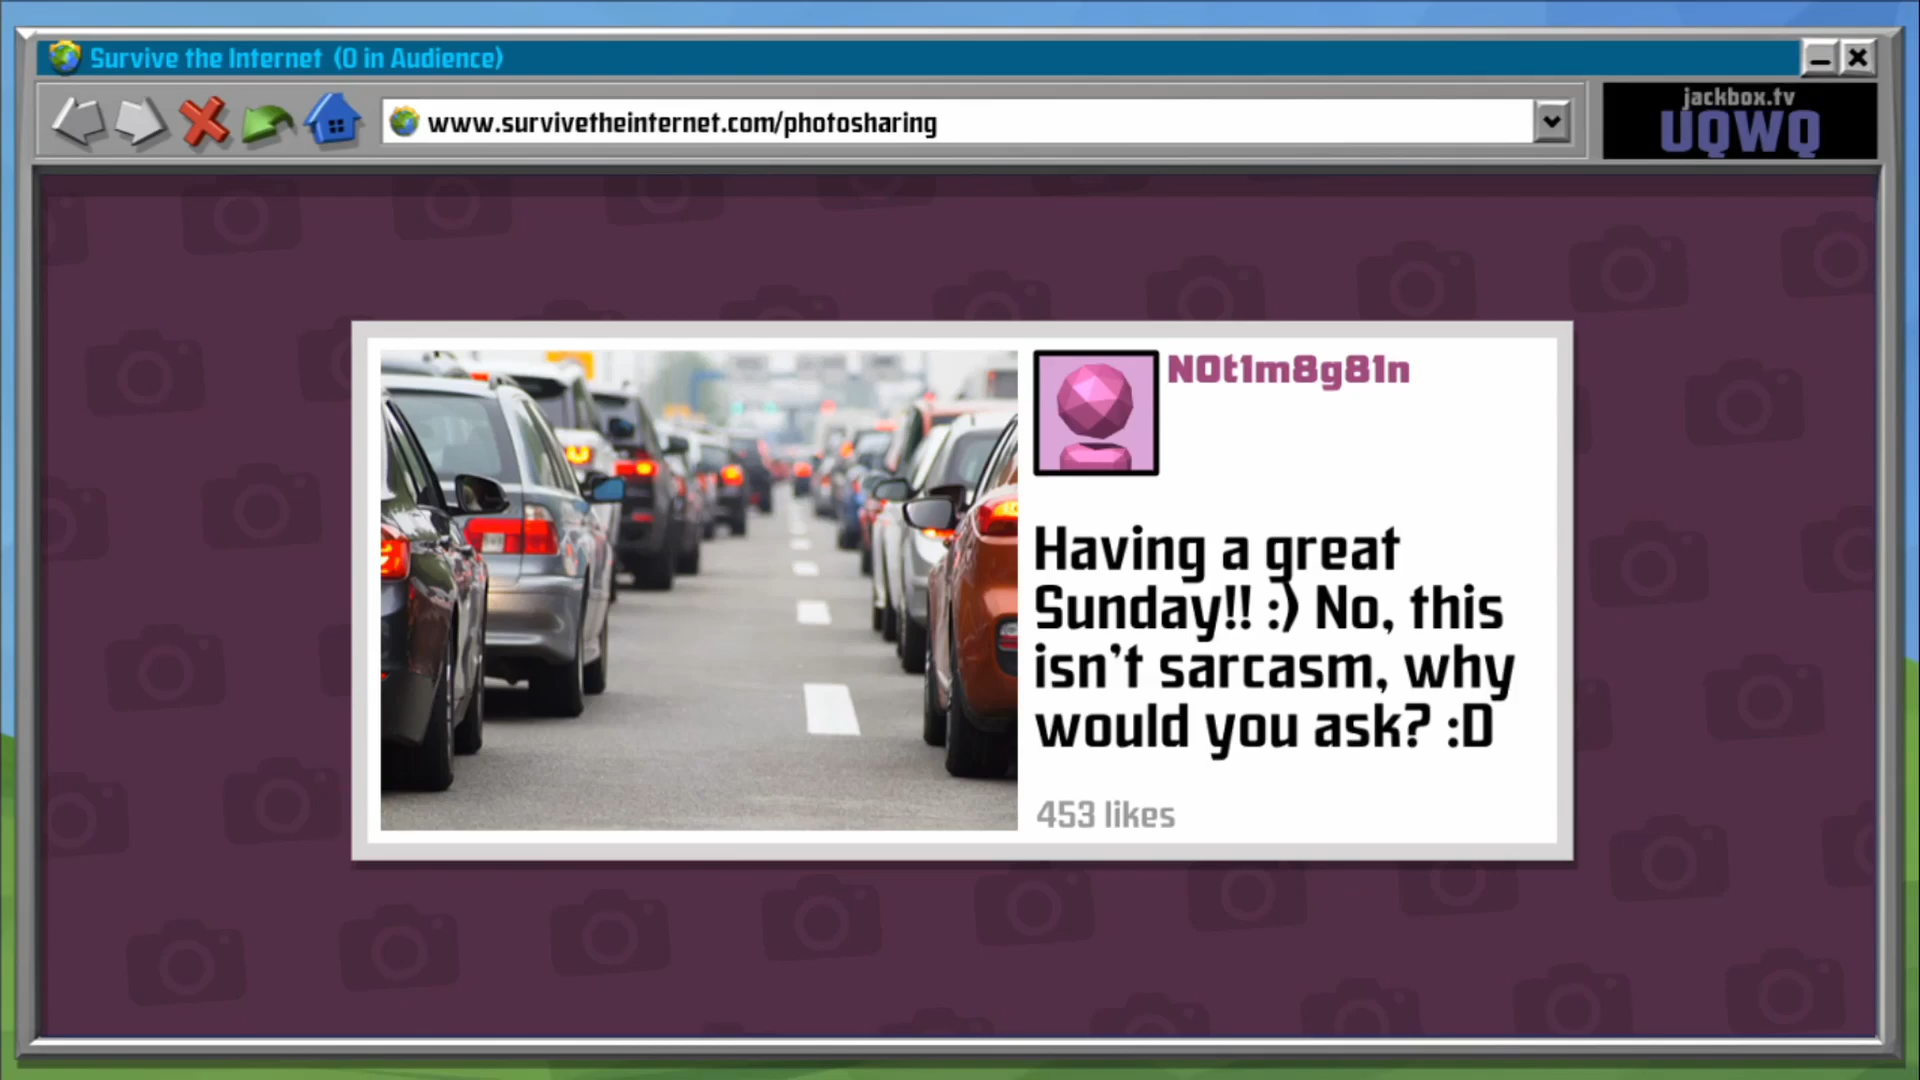 Survive the Internet (0 in Audience)
www.survivetheinternet.com/photosharing
jackbox.tv
UQWQ
N0t1m8g81n
Having a great
Sunday!! :) No, this
isn't sarcasm, why
would you ask? :D
453 likes